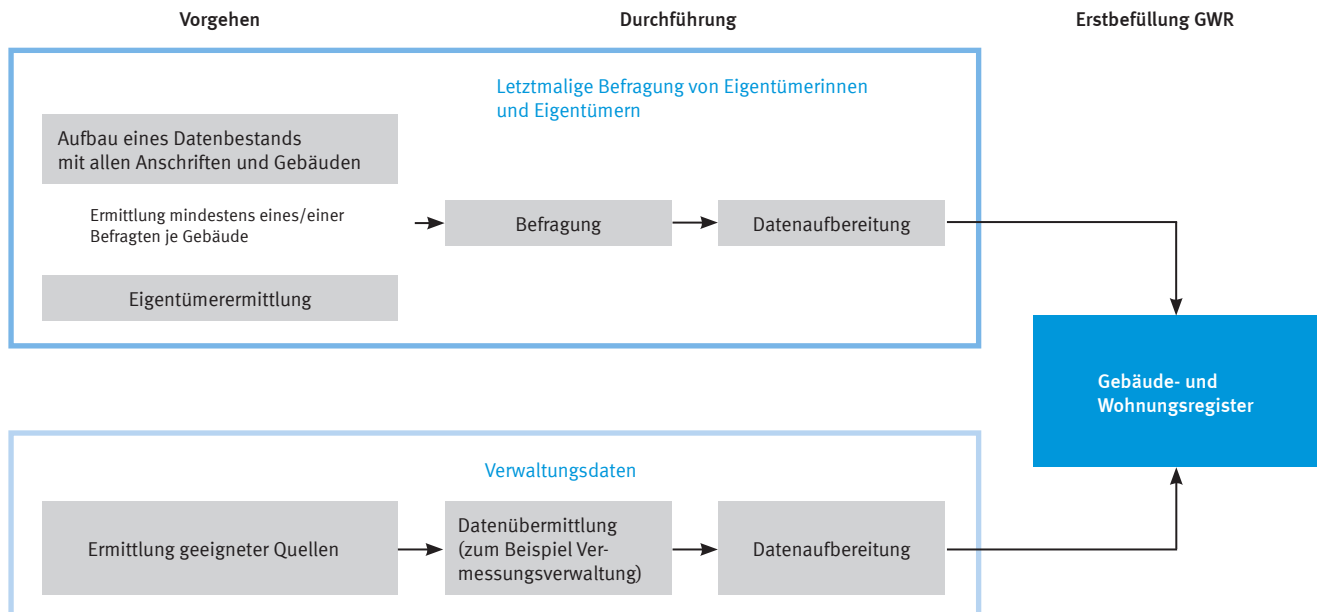 Vorgehen
Durchführung
Erstbefüllung GWR
Letztmalige Befragung von Eigentümerinnen
und Eigentümern
Aufbau eines Datenbestands
mit allen Anschriften und Gebäuden
Ermittlung mindestens eines/einer
Befragten je Gebäude
Befragung
Datenaufbereitung
Eigentümerermittlung
Gebäude- und
Wohnungsregister
Verwaltungsdaten
Ermittlung geeigneter Quellen
Datenübermittlung
(zum Beispiel Ver-
messungsverwaltung)
Datenaufbereitung